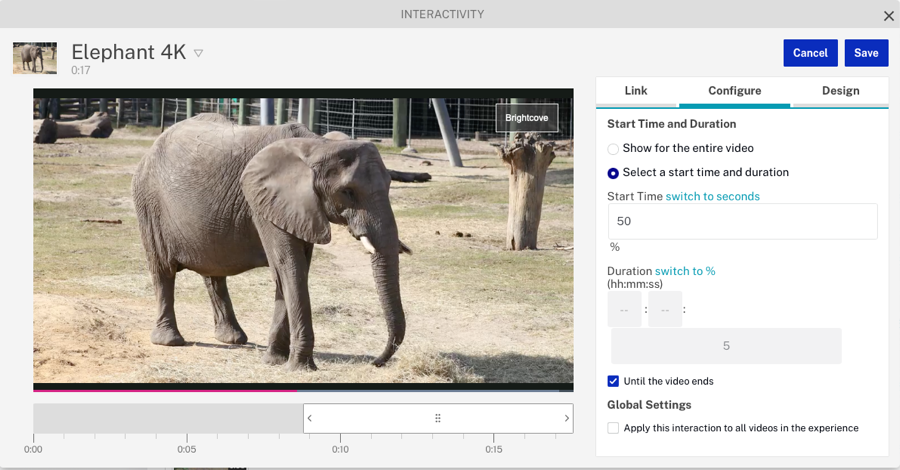 INTERACTIVITY
Elephant 4K
0:17
Cancel
Save
Brightcove
Link
Configure
Design
Start Time and Duration
Show for the entire video
Select a start time and duration
Start Time switch to seconds
50
%
Duration switch to %
(hh:mm:ss)
-- : -- :
5
Until the video ends
Global Settings
Apply this interaction to all videos in the experience
0:00
0:05
0:10
0:15